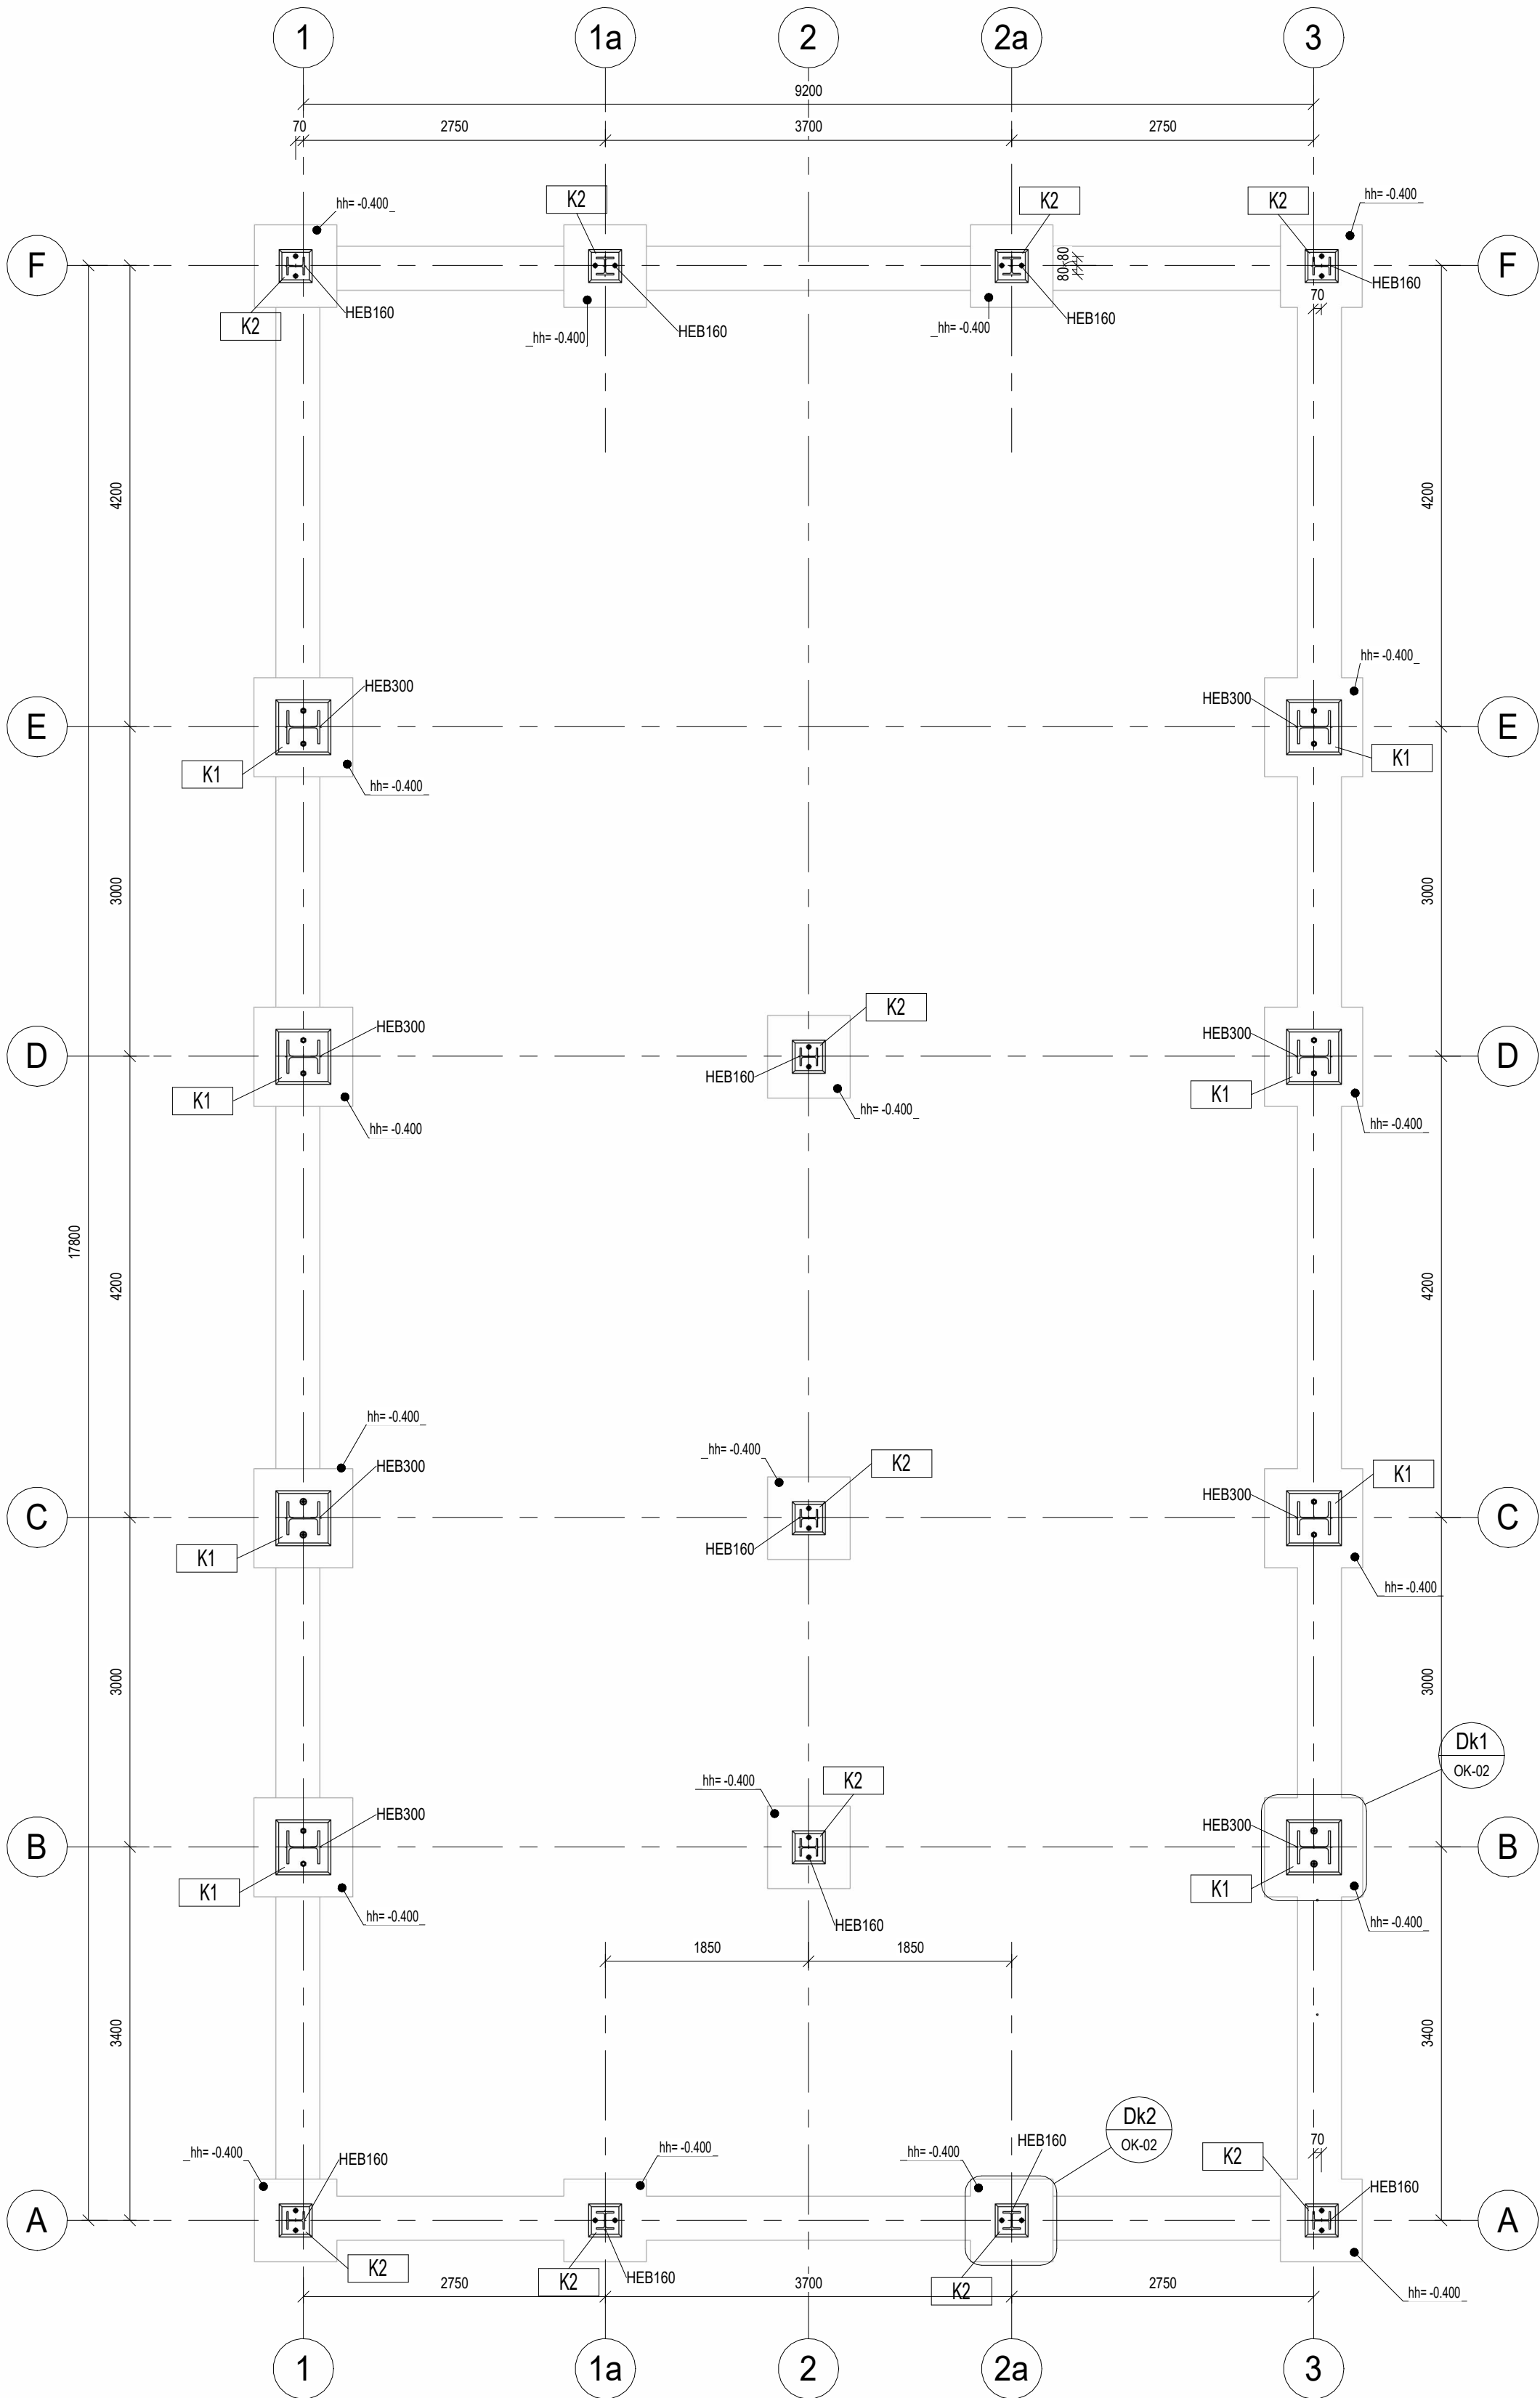 1 1a 2 2a 3
9200
70 2750 3700 2750
K2 K2 K2
hh= -0.400 hh= -0.400
F F
80 80
HEB160
70
K2 HEB160
hh= -0.400 HEB160 hh= -0.400 HEB160
4200 4200
hh= -0.400
HEB300 HEB300
E E
K1 K1
hh= -0.400
3000 3000
K2
HEB300 HEB300
D D
HEB160
K1 K1
hh= -0.400 hh= -0.400 hh= -0.400
17800
4200 4200
hh= -0.400
hh= -0.400 K2 K1
HEB300 HEB300
C C
K1 HEB160
hh= -0.400
3000 3000
Dk1
OK-02
hh= -0.400 K2
HEB300 HEB300
B B
K1 K1
hh= -0.400 HEB160 hh= -0.400
1850 1850
3400 3400
Dk2
OK-02
hh= -0.400 HEB160 hh= -0.400 hh= -0.400 HEB160 K2 70
HEB160
A A
K2 K2 HEB160 K2
hh= -0.400
2750 3700 2750
1 1a 2 2a 3